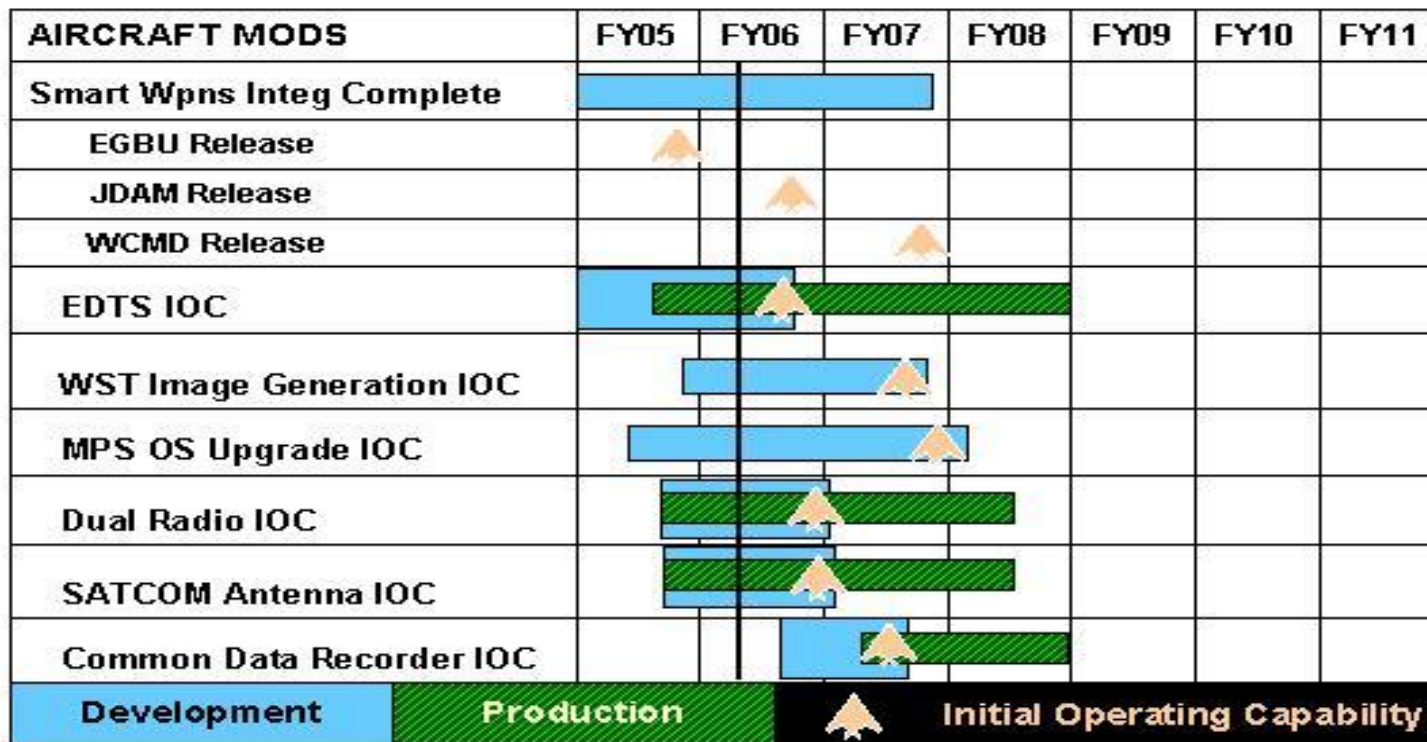 AIRCRAFT MODS FY05 FY06 FY07 FY08 FY09 FY10 FY11
Smart Wpns Integ Complete
EGBU Release
JDAM Release
WCMD Release
EDTS IOC
WST Image Generation IOC
MPS OS Upgrade IOC
Dual Radio IOC
SATCOM Antenna IOC
Common Data Recorder IOC
Development Production Initial Operating Capability